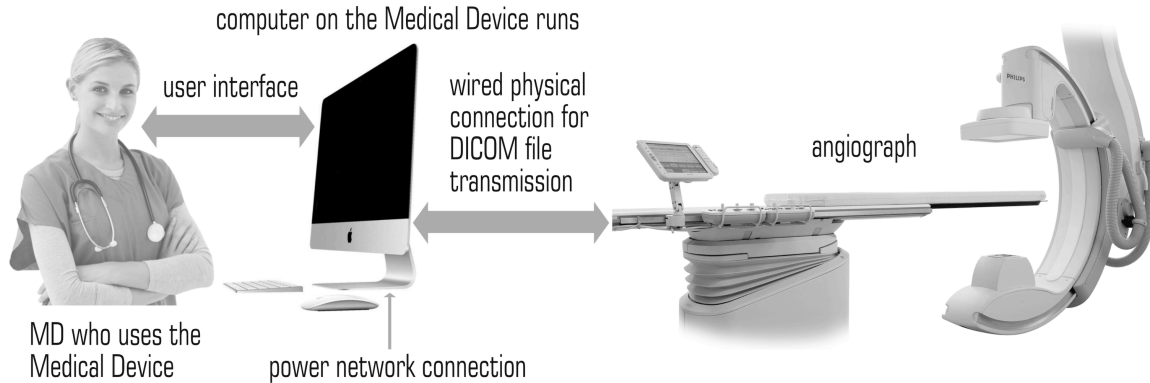 computer on the Medical Device runs
user interface
wired physical
connection for
DICOM file
transmission
angiograph
PHILIPS
MD who uses the
Medical Device
power network connection